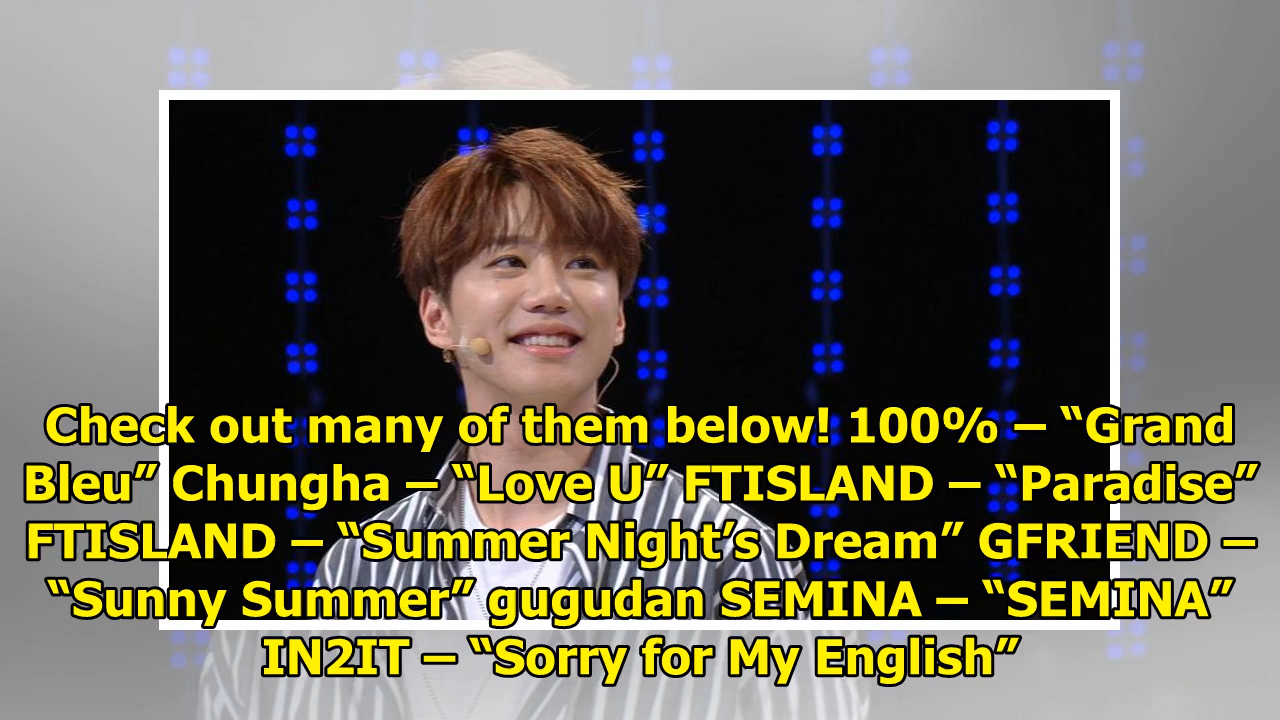 Check out many of them below! 100% – “Grand
Bleu” Chungha – “Love U” FTISLAND – “Paradise”
FTISLAND – “Summer Night’s Dream” GFRIEND –
“Sunny Summer” gugudan SEMINA – “SEMINA”
IN2IT – “Sorry for My English”